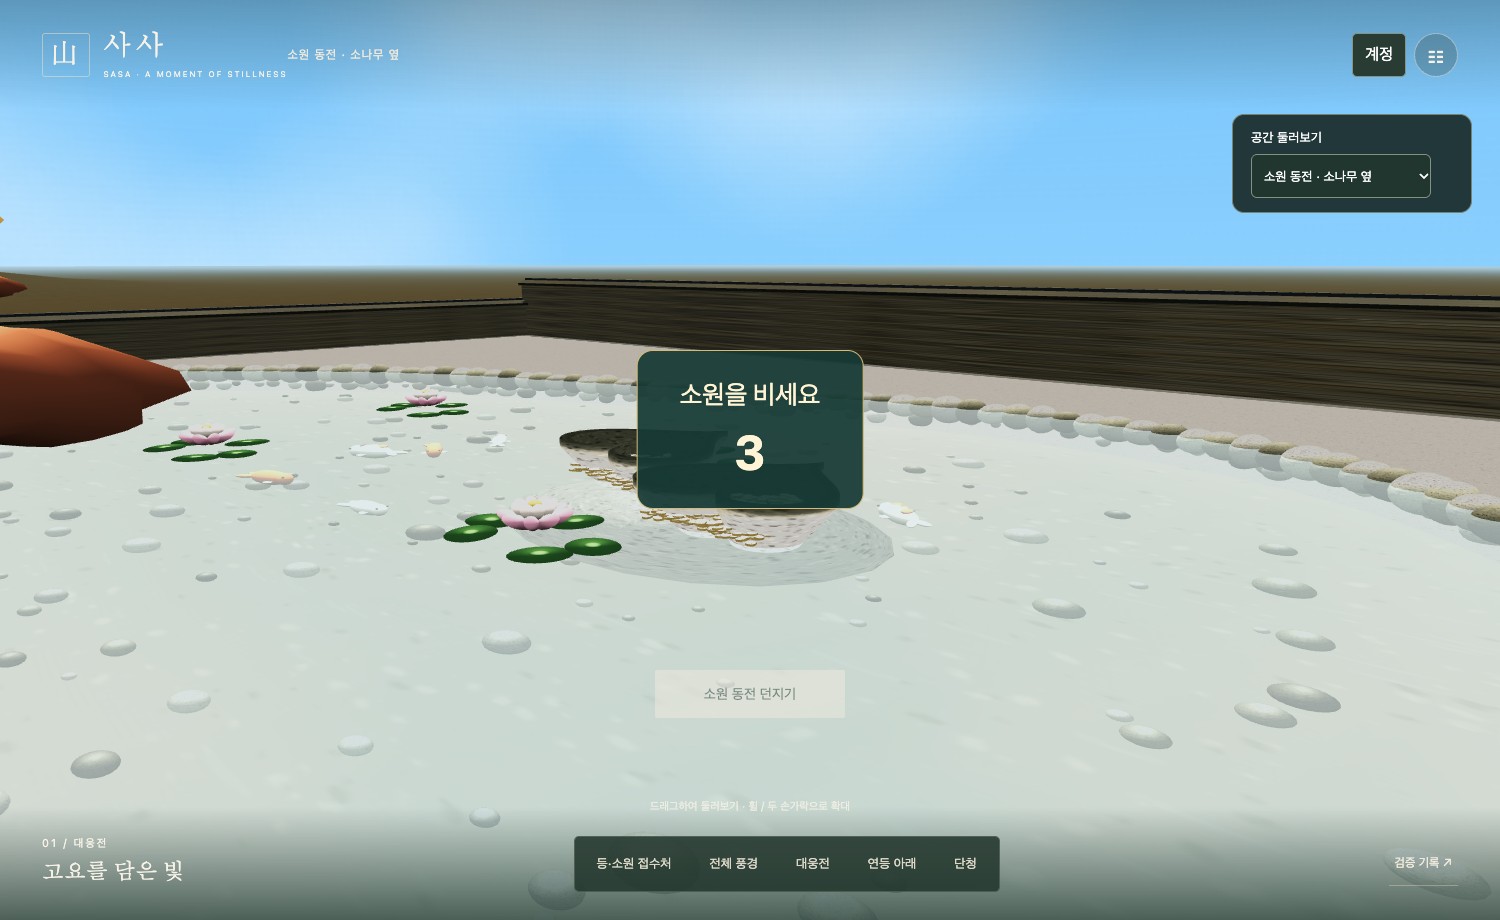 山
사사
SASA · A MOMENT OF STILLNESS
소원 동전 · 소나무 옆
계정
공간 둘러보기
소원 동전 · 소나무 옆
소원을 비세요
3
소원 동전 던지기
드래그하여 둘러보기 · 휠 / 두 손가락으로 확대
01 / 대웅전
고요를 담은 빛
등·소원 접수처
전체 풍경
대웅전
연등 아래
단청
검증 기록 ↗